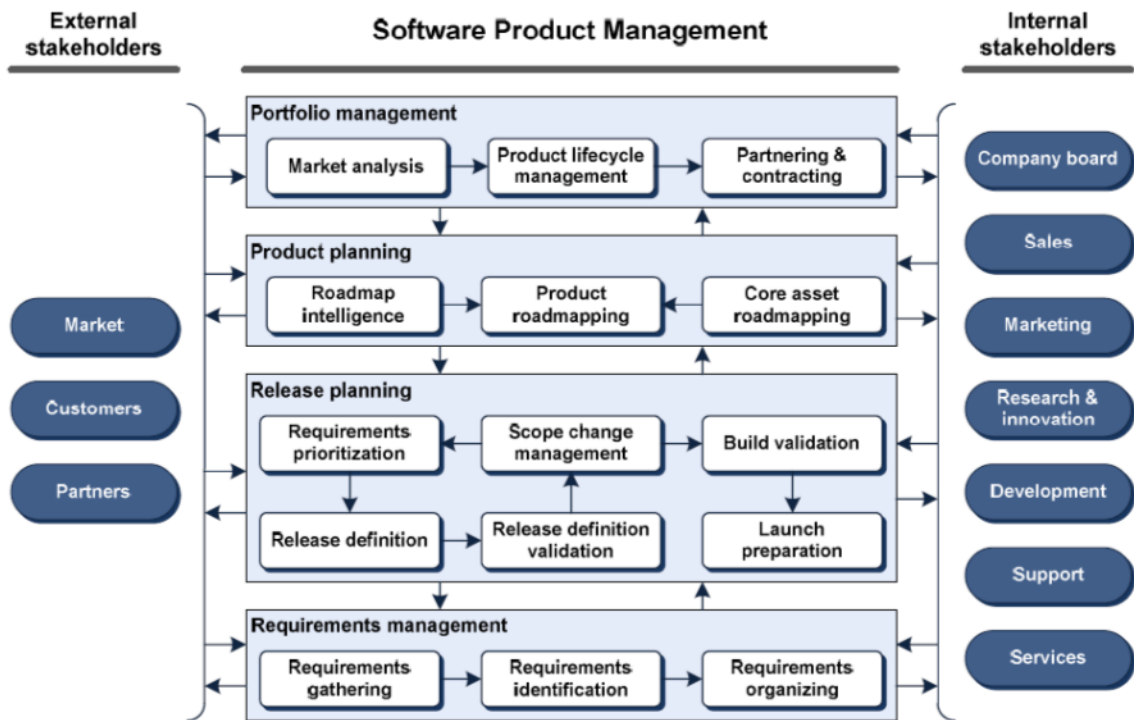 External
stakeholders
Software Product Management
Internal
stakeholders
Portfolio management
Market analysis
Product lifecycle
management
Partnering &
contracting
Product planning
Roadmap
intelligence
Product
roadmapping
Core asset
roadmapping
Release planning
Requirements
prioritization
Scope change
management
Build validation
Release definition
Release definition
validation
Launch
preparation
Requirements management
Requirements
gathering
Requirements
identification
Requirements
organizing
Market
Customers
Partners
Company board
Sales
Marketing
Research &
innovation
Development
Support
Services